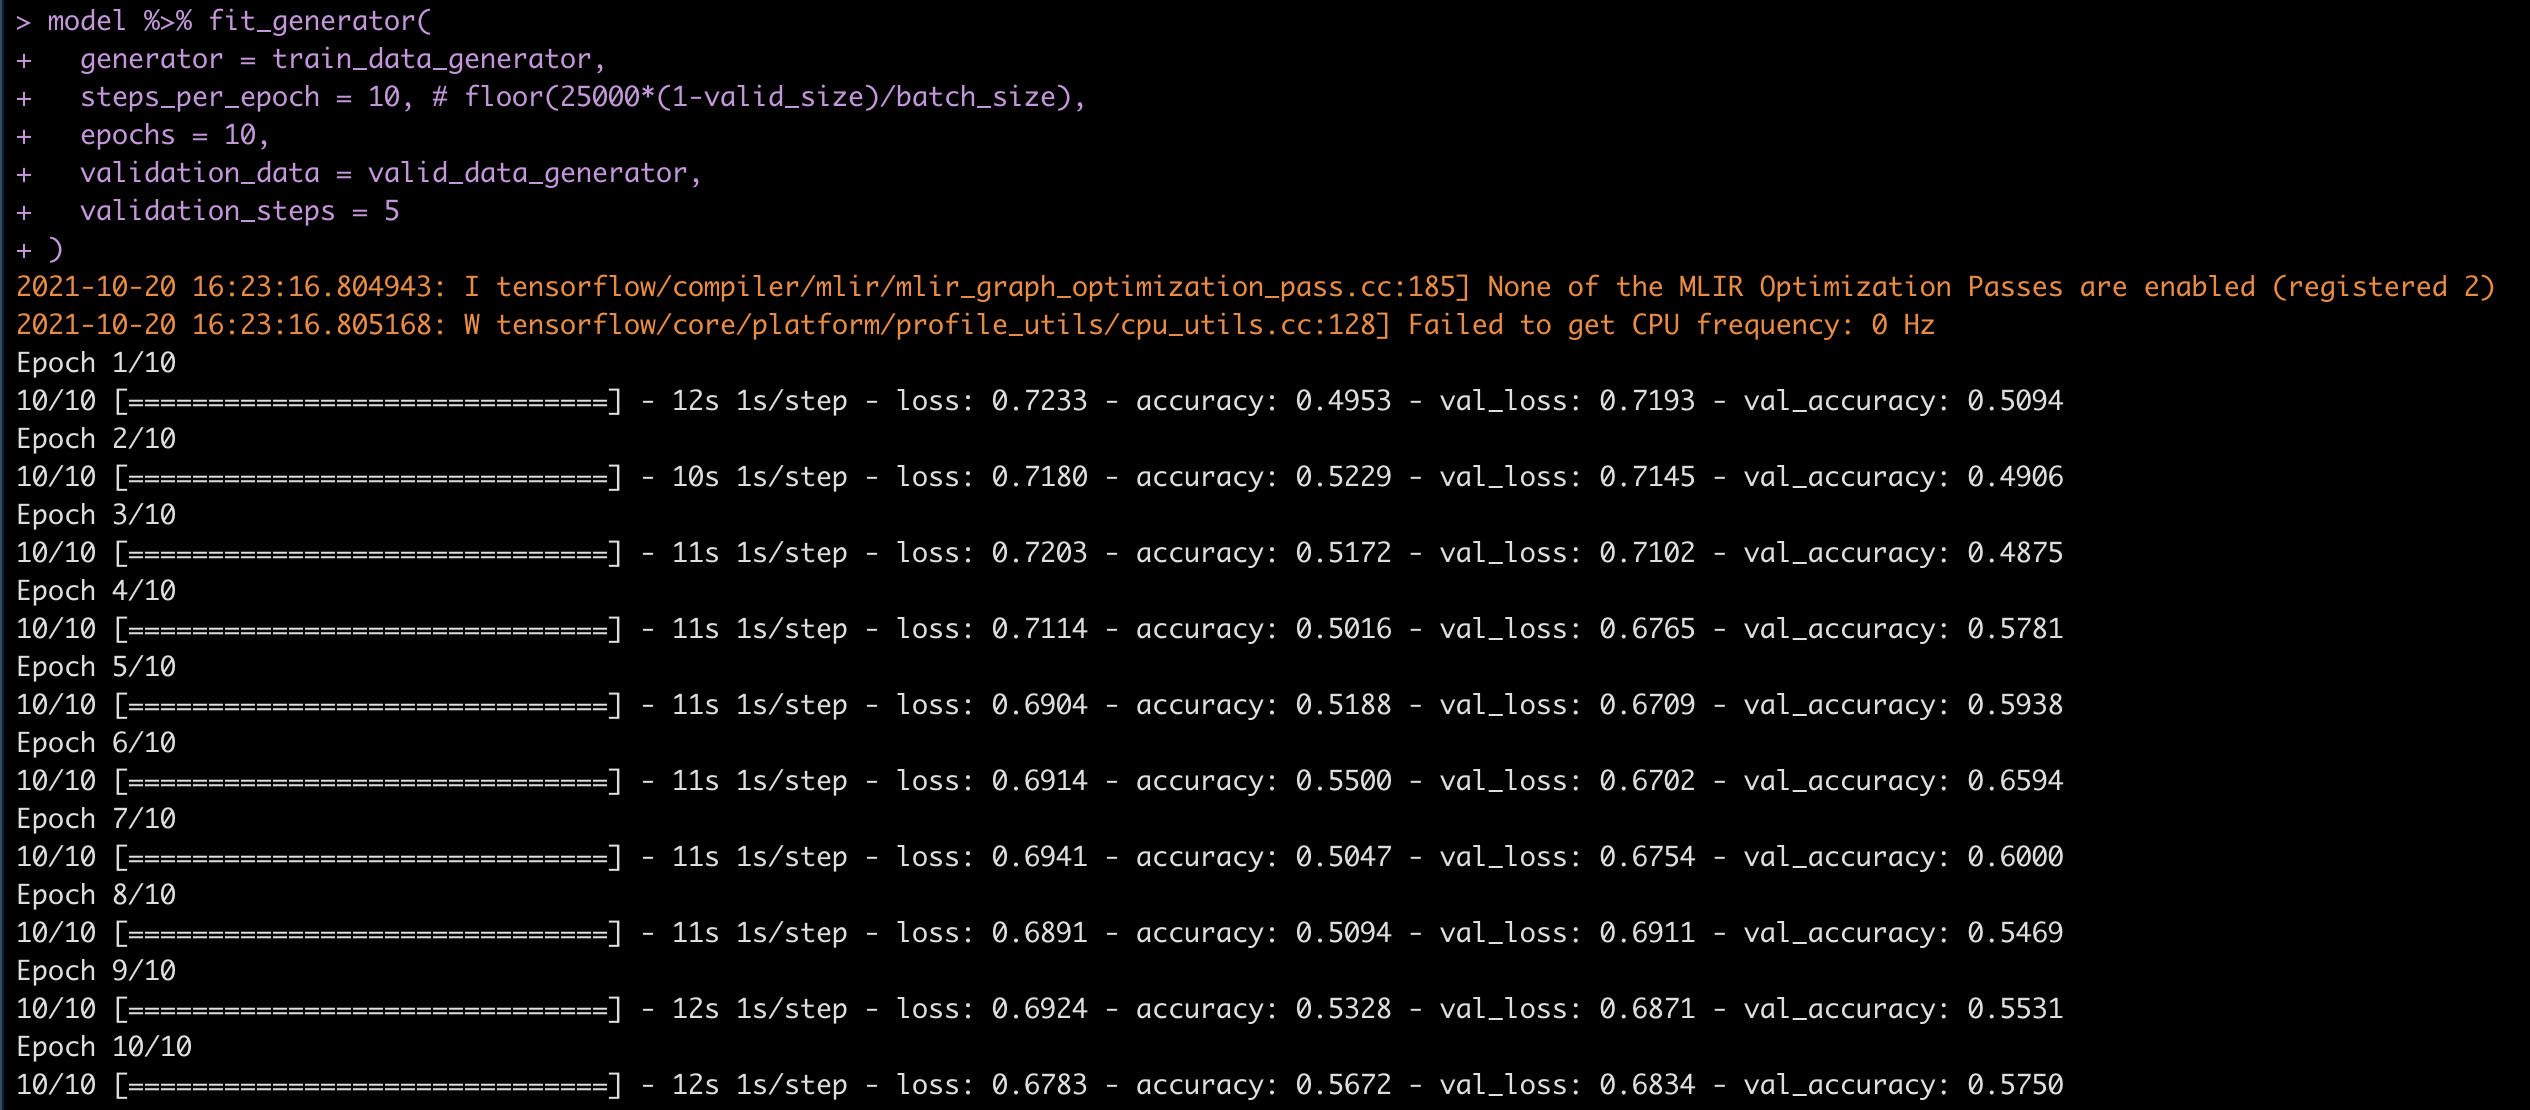 > model %>% fit_generator(
+   generator = train_data_generator,
+   steps_per_epoch = 10, # floor(25000*(1-valid_size)/batch_size),
+   epochs = 10,
+   validation_data = valid_data_generator,
+   validation_steps = 5
+ )
2021-10-20 16:23:16.804943: I tensorflow/compiler/mlir/mlir_graph_optimization_pass.cc:185] None of the MLIR Optimization Passes are enabled (registered 2)
2021-10-20 16:23:16.805168: W tensorflow/core/platform/profile_utils/cpu_utils.cc:128] Failed to get CPU frequency: 0 Hz
Epoch 1/10
10/10 [==============================] - 12s 1s/step - loss: 0.7233 - accuracy: 0.4953 - val_loss: 0.7193 - val_accuracy: 0.5094
Epoch 2/10
10/10 [==============================] - 10s 1s/step - loss: 0.7180 - accuracy: 0.5229 - val_loss: 0.7145 - val_accuracy: 0.4906
Epoch 3/10
10/10 [==============================] - 11s 1s/step - loss: 0.7203 - accuracy: 0.5172 - val_loss: 0.7102 - val_accuracy: 0.4875
Epoch 4/10
10/10 [==============================] - 11s 1s/step - loss: 0.7114 - accuracy: 0.5016 - val_loss: 0.6765 - val_accuracy: 0.5781
Epoch 5/10
10/10 [==============================] - 11s 1s/step - loss: 0.6904 - accuracy: 0.5188 - val_loss: 0.6709 - val_accuracy: 0.5938
Epoch 6/10
10/10 [==============================] - 11s 1s/step - loss: 0.6914 - accuracy: 0.5500 - val_loss: 0.6702 - val_accuracy: 0.6594
Epoch 7/10
10/10 [==============================] - 11s 1s/step - loss: 0.6941 - accuracy: 0.5047 - val_loss: 0.6754 - val_accuracy: 0.6000
Epoch 8/10
10/10 [==============================] - 11s 1s/step - loss: 0.6891 - accuracy: 0.5094 - val_loss: 0.6911 - val_accuracy: 0.5469
Epoch 9/10
10/10 [==============================] - 12s 1s/step - loss: 0.6924 - accuracy: 0.5328 - val_loss: 0.6871 - val_accuracy: 0.5531
Epoch 10/10
10/10 [==============================] - 12s 1s/step - loss: 0.6783 - accuracy: 0.5672 - val_loss: 0.6834 - val_accuracy: 0.5750